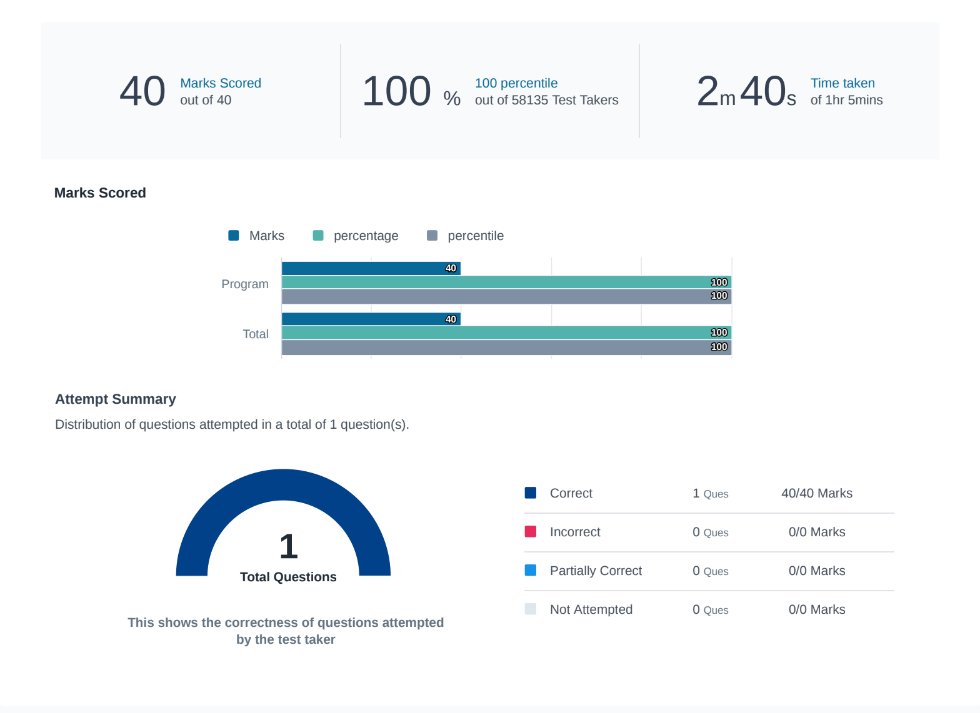 40 Marks Scored
out of 40
100 % 100 percentile
out of 58135 Test Takers
2m 40s Time taken
of 1hr 5mins
Marks Scored
Marks percentage percentile
Program 40
100
100
Total 40
100
100
Attempt Summary
Distribution of questions attempted in a total of 1 question(s).
1
Total Questions
This shows the correctness of questions attempted
by the test taker
Correct 1 Ques 40/40 Marks
Incorrect 0 Ques 0/0 Marks
Partially Correct 0 Ques 0/0 Marks
Not Attempted 0 Ques 0/0 Marks